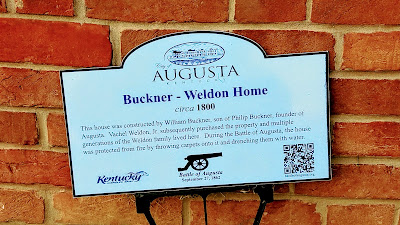 City
AUGUSTA
Buckner - Weldon Home
circa 1800
This house was constructed by William Buckner, son of Philip Buckner, founder of
Augusta. Vachel Weldon, Jr. subsequently purchased the property and multiple
generations of the Weldon family lived here. During the Battle of Augusta, the house
was protected from fire by throwing carpets onto it and drenching them with water.
Kentucky
Battle of Augusta
September 27, 1862